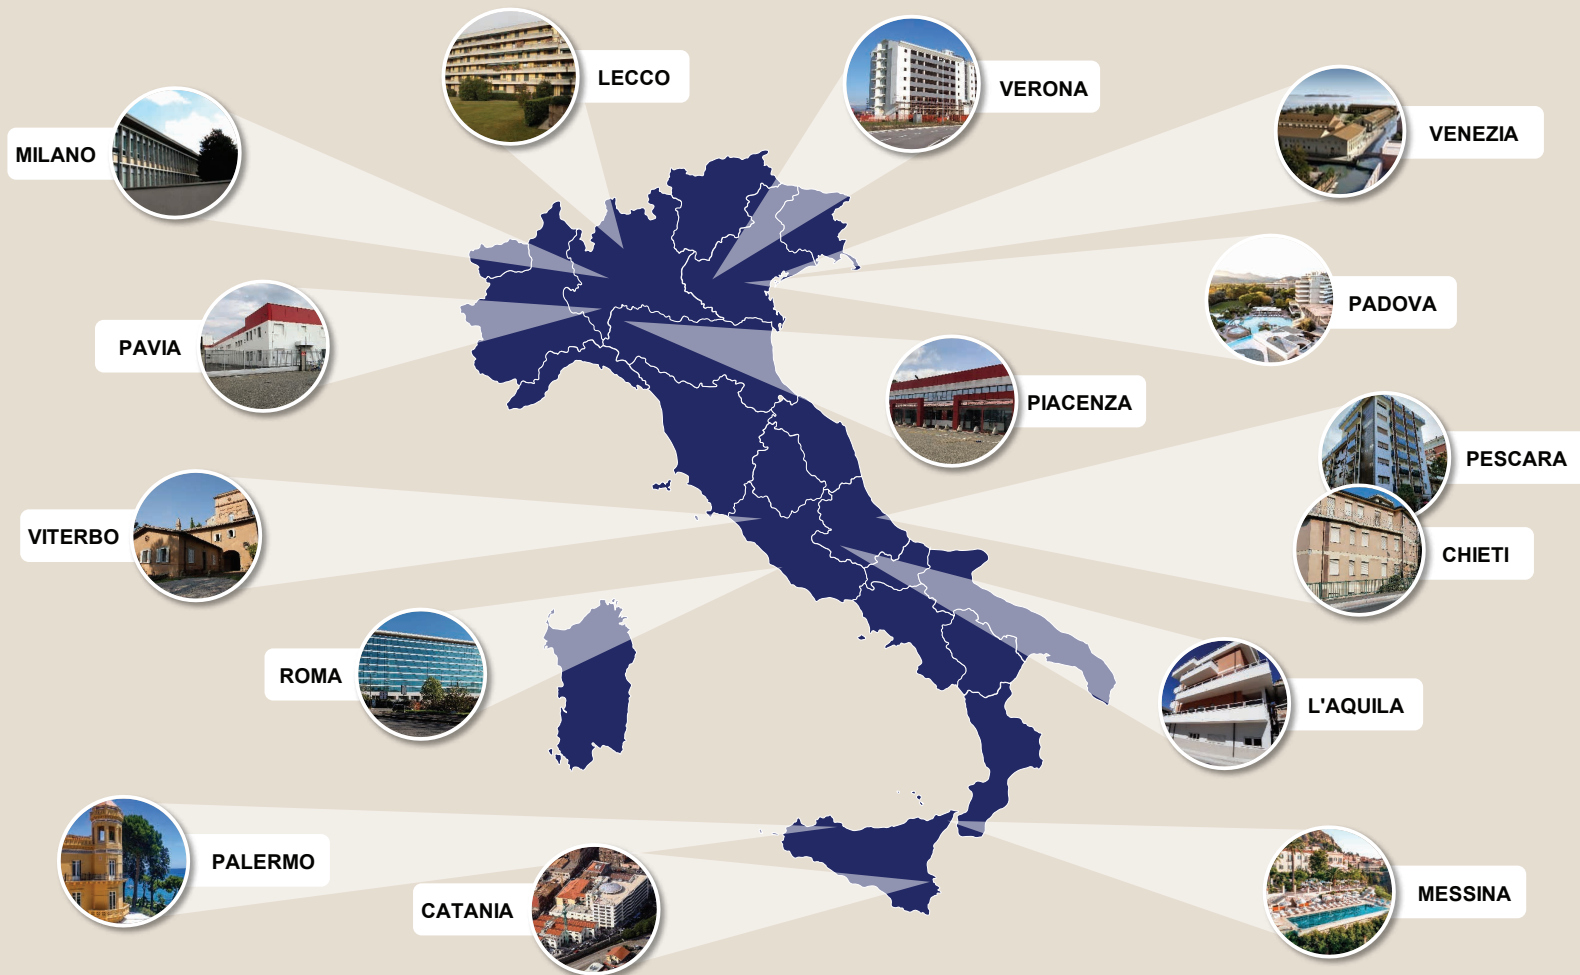 LECCO
VERONA
VENEZIA
MILANO
PADOVA
PAVIA
PIACENZA
PESCARA
VITERBO
CHIETI
ROMA
L'AQUILA
PALERMO
CATANIA
MESSINA